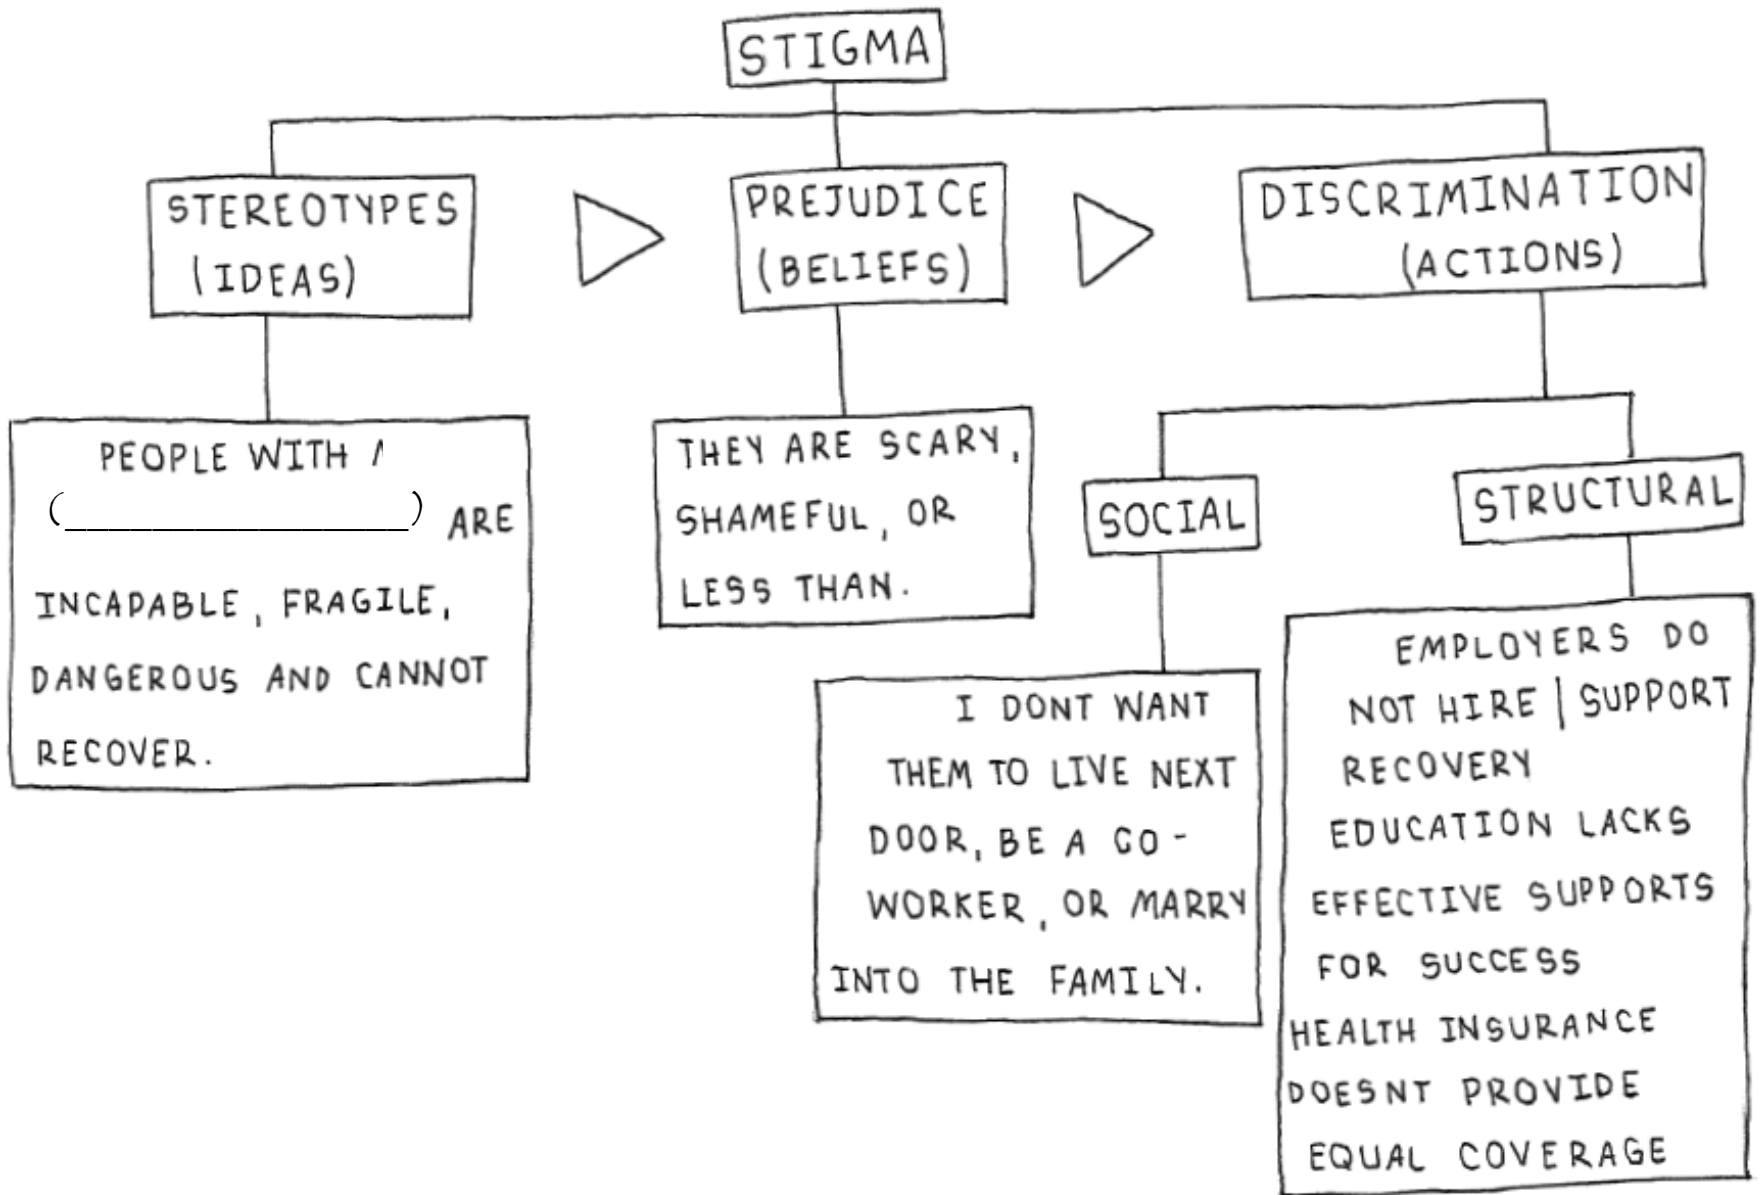 STIGMA
STEREOTYPES
(IDEAS)
PREJUDICE
(BELIEFS)
DISCRIMINATION
(ACTIONS)
PEOPLE WITH
(________________) ARE
INCAPABLE, FRAGILE,
DANGEROUS AND CANNOT
RECOVER.
THEY ARE SCARY,
SHAMEFUL, OR
LESS THAN.
SOCIAL
I DONT WANT
THEM TO LIVE NEXT
DOOR, BE A CO-
WORKER, OR MARRY
INTO THE FAMILY.
STRUCTURAL
EMPLOYERS DO
NOT HIRE | SUPPORT
RECOVERY
EDUCATION LACKS
EFFECTIVE SUPPORTS
FOR SUCCESS
HEALTH INSURANCE
DOESNT PROVIDE
EQUAL COVERAGE